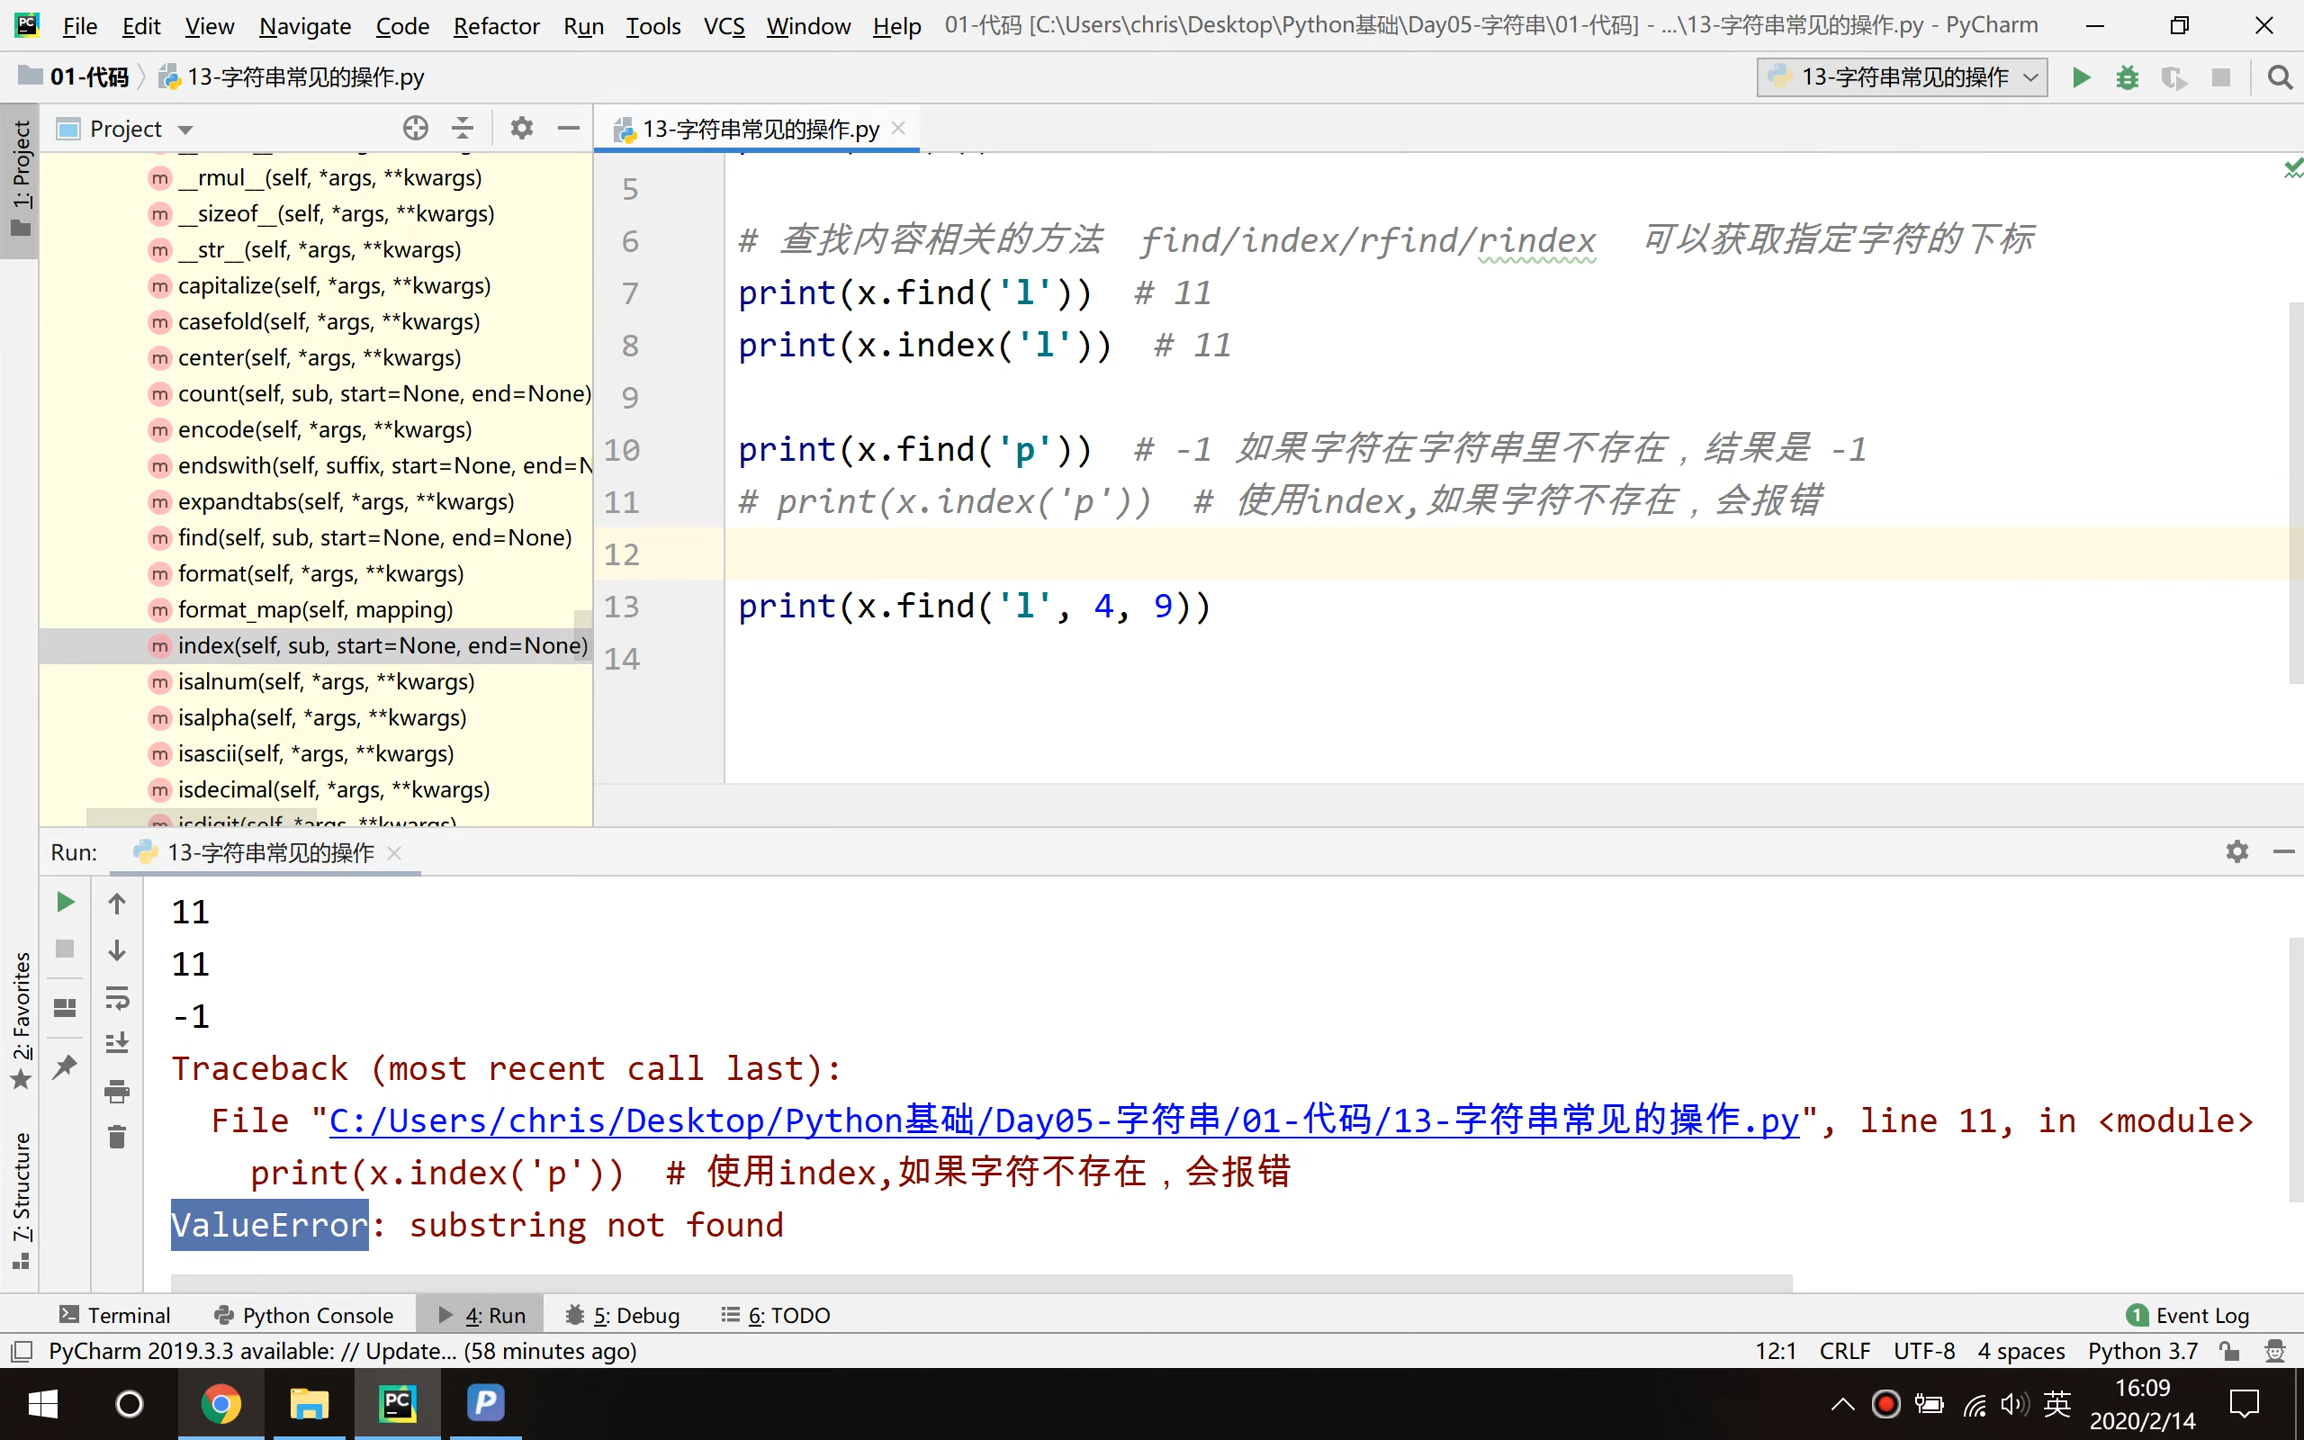 File Edit View Navigate Code Refactor Run Tools VCS Window Help 01-代码 [C:\Users\chris\Desktop\Python基础\Day05-字符串\01-代码] - ...\13-字符串常见的操作.py - PyCharm
01-代码 13-字符串常见的操作.py 13-字符串常见的操作
1: Project
Project
13-字符串常见的操作.py
__rmul__(self, *args, **kwargs)
__sizeof__(self, *args, **kwargs)
__str__(self, *args, **kwargs)
capitalize(self, *args, **kwargs)
casefold(self, *args, **kwargs)
center(self, *args, **kwargs)
count(self, sub, start=None, end=None)
encode(self, *args, **kwargs)
endswith(self, suffix, start=None, end=N
expandtabs(self, *args, **kwargs)
find(self, sub, start=None, end=None)
format(self, *args, **kwargs)
format_map(self, mapping)
index(self, sub, start=None, end=None)
isalnum(self, *args, **kwargs)
isalpha(self, *args, **kwargs)
isascii(self, *args, **kwargs)
isdecimal(self, *args, **kwargs)
isdigit(self, *args, **kwargs)
5
6 # 查找内容相关的方法 find/index/rfind/rindex 可以获取指定字符的下标
7 print(x.find('l')) # 11
8 print(x.index('l')) # 11
9
10 print(x.find('p')) # -1 如果字符在字符串里不存在，结果是 -1
11 # print(x.index('p')) # 使用index,如果字符不存在，会报错
12
13 print(x.find('l', 4, 9))
14
Run: 13-字符串常见的操作
11
11
-1
Traceback (most recent call last):
File "C:/Users/chris/Desktop/Python基础/Day05-字符串/01-代码/13-字符串常见的操作.py", line 11, in <module>
print(x.index('p')) # 使用index,如果字符不存在，会报错
ValueError: substring not found
2: Favorites
7: Structure
Terminal Python Console 4: Run 5: Debug 6: TODO 1 Event Log
PyCharm 2019.3.3 available: // Update... (58 minutes ago) 12:1 CRLF UTF-8 4 spaces Python 3.7
英 16:09
2020/2/14